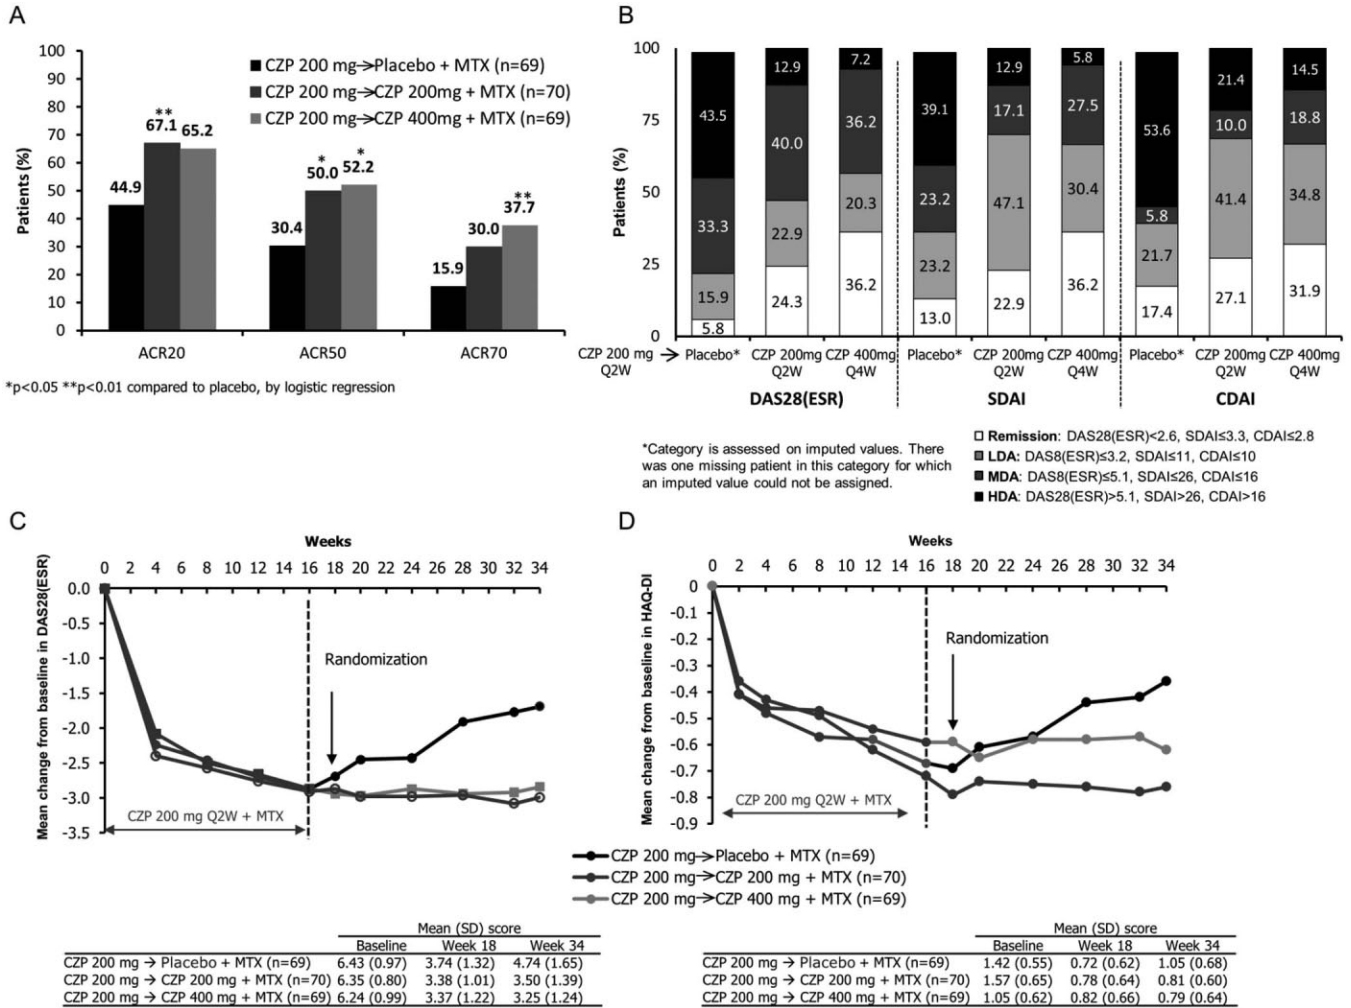 A
100
90
80
70
60
50
40
30
20
10
0
Patients (%)
CZP 200 mg→Placebo + MTX (n=69)
CZP 200 mg→CZP 200mg + MTX (n=70)
CZP 200 mg→CZP 400mg + MTX (n=69)
44.9
**
67.1
65.2
30.4
*
50.0
*
52.2
15.9
30.0
**
37.7
ACR20 ACR50 ACR70
*p<0.05 **p<0.01 compared to placebo, by logistic regression
B
100
75
50
25
0
Patients (%)
43.5
33.3
15.9
5.8
12.9
40.0
22.9
24.3
7.2
36.2
20.3
36.2
39.1
23.2
23.2
13.0
12.9
17.1
47.1
22.9
5.8
27.5
30.4
36.2
53.6
5.8
21.7
17.4
21.4
10.0
41.4
27.1
14.5
18.8
34.8
31.9
CZP 200 mg → Q2W
Placebo* CZP 200mg Q2W CZP 400mg Q4W Placebo* CZP 200mg Q2W CZP 400mg Q4W Placebo* CZP 200mg Q2W CZP 400mg Q4W
DAS28(ESR) SDAI CDAI
*Category is assessed on imputed values. There
was one missing patient in this category for which
an imputed value could not be assigned.
Remission: DAS28(ESR)<2.6, SDAI≤3.3, CDAI≤2.8
LDA: DAS8(ESR)≤3.2, SDAI≤11, CDAI≤10
MDA: DAS8(ESR)≤5.1, SDAI≤26, CDAI≤16
HDA: DAS28(ESR)>5.1, SDAI>26, CDAI>16
C
Weeks
0 2 4 6 8 10 12 14 16 18 20 22 24 26 28 30 32 34
0.0
-0.5
-1.0
-1.5
-2.0
-2.5
-3.0
-3.5
Mean change from baseline in DAS28(ESR)
Randomization
CZP 200 mg Q2W + MTX
D
Weeks
0 2 4 6 8 10 12 14 16 18 20 22 24 26 28 30 32 34
0
-0.1
-0.2
-0.3
-0.4
-0.5
-0.6
-0.7
-0.8
-0.9
Mean change from baseline in HAQ-DI
Randomization
CZP 200 mg Q2W + MTX
CZP 200 mg→Placebo + MTX (n=69)
CZP 200 mg→CZP 200 mg + MTX (n=70)
CZP 200 mg→CZP 400 mg + MTX (n=69)
Mean (SD) score
Baseline Week 18 Week 34
CZP 200 mg → Placebo + MTX (n=69) 6.43 (0.97) 3.74 (1.32) 4.74 (1.65)
CZP 200 mg → CZP 200 mg + MTX (n=70) 6.35 (0.80) 3.38 (1.01) 3.50 (1.39)
CZP 200 mg → CZP 400 mg + MTX (n=69) 6.24 (0.99) 3.37 (1.22) 3.25 (1.24)
Mean (SD) score
Baseline Week 18 Week 34
CZP 200 mg → Placebo + MTX (n=69) 1.42 (0.55) 0.72 (0.62) 1.05 (0.68)
CZP 200 mg → CZP 200 mg + MTX (n=70) 1.57 (0.65) 0.78 (0.64) 0.81 (0.60)
CZP 200 mg → CZP 400 mg + MTX (n=69) 1.05 (0.62) 0.82 (0.66) 0.79 (0.64)